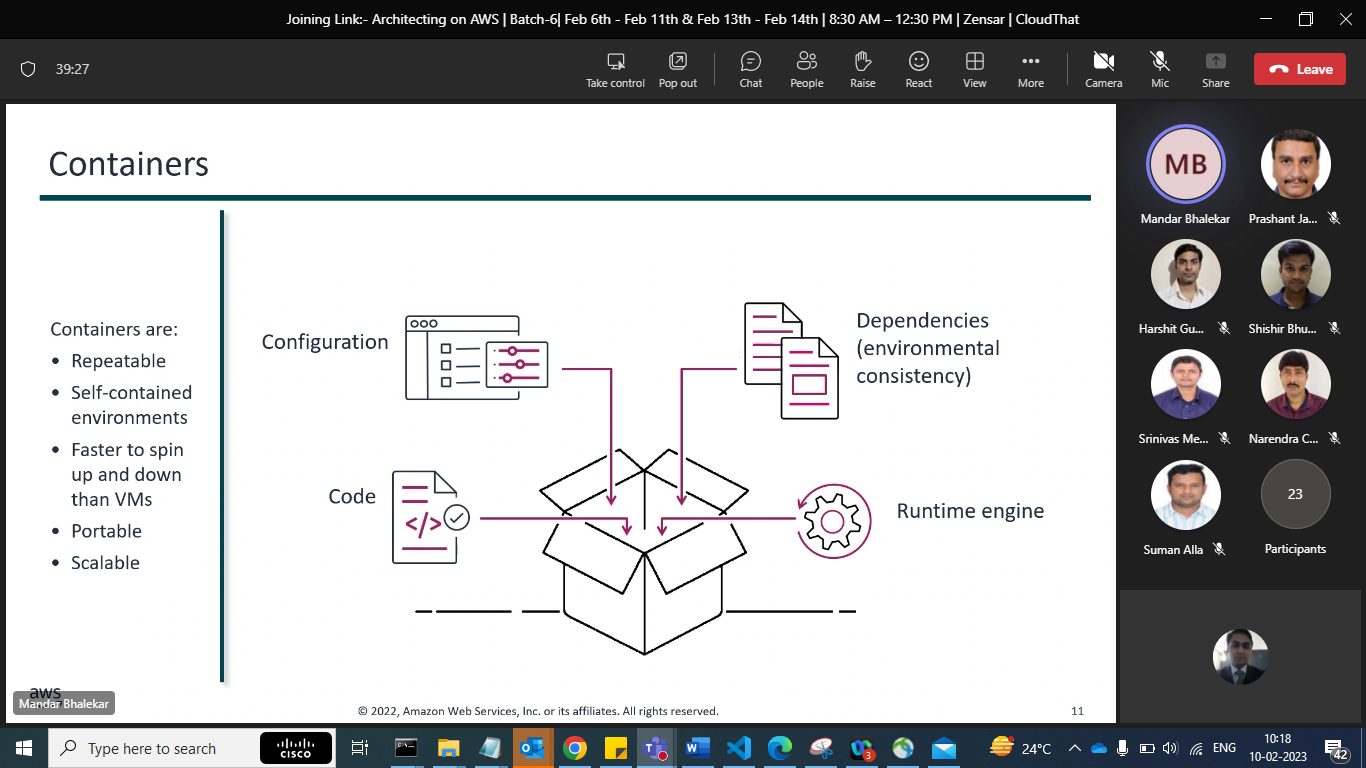 Joining Link:- Architecting on AWS | Batch-6| Feb 6th - Feb 11th & Feb 13th - Feb 14th | 8:30 AM – 12:30 PM | Zensar | CloudThat
39:27
Take control
Pop out
Chat
People
Raise
React
View
More
Camera
Mic
Share
Leave
Containers
Containers are:
• Repeatable
• Self-contained
environments
• Faster to spin
up and down
than VMs
• Portable
• Scalable
Configuration
Dependencies
(environmental
consistency)
Code
</>
Runtime engine
aws
Mandar Bhalekar
© 2022, Amazon Web Services, Inc. or its affiliates. All rights reserved.
11
MB
Mandar Bhalekar
Prashant Ja...
Harshit Gu...
Shishir Bhu...
Srinivas Me...
Narendra C...
Suman Alla
23
Participants
Type here to search
CISCO
3
24°C
ENG
10:18
10-02-2023
42